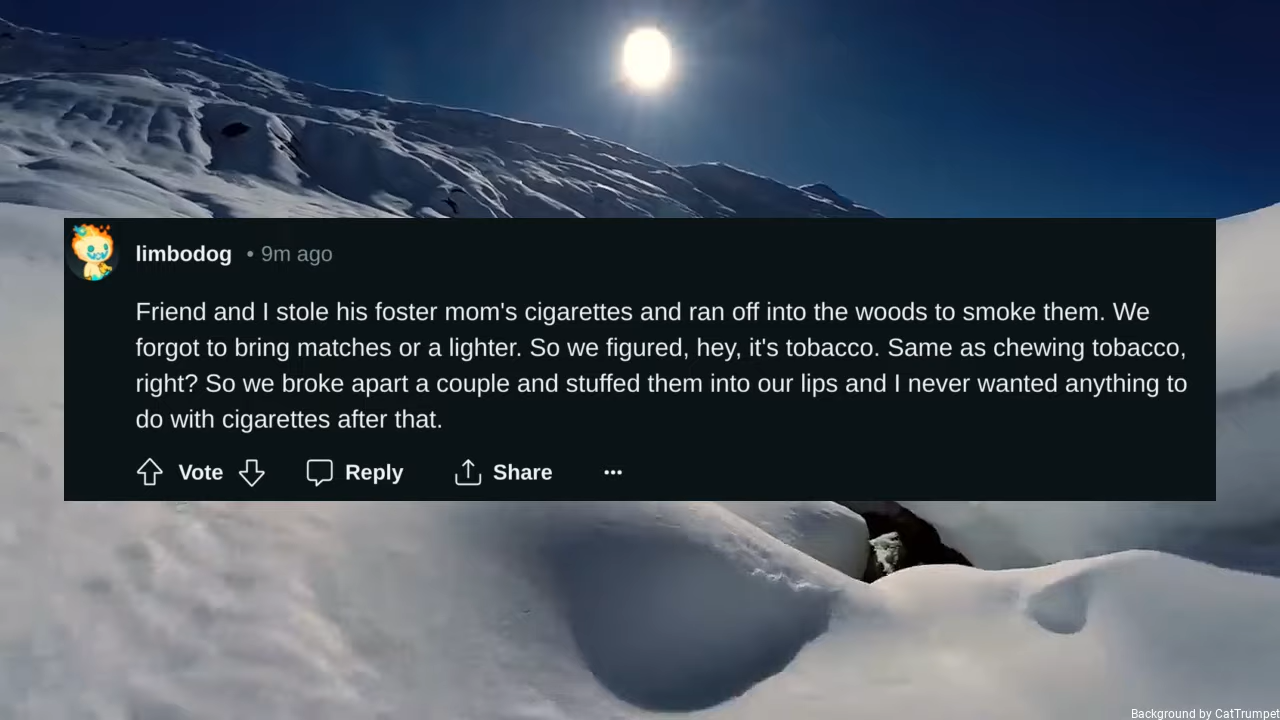 limbodog • 9m ago
Friend and I stole his foster mom's cigarettes and ran off into the woods to smoke them. We
forgot to bring matches or a lighter. So we figured, hey, it's tobacco. Same as chewing tobacco,
right? So we broke apart a couple and stuffed them into our lips and I never wanted anything to
do with cigarettes after that.
Vote Reply Share ···
Background by CatTrumpet